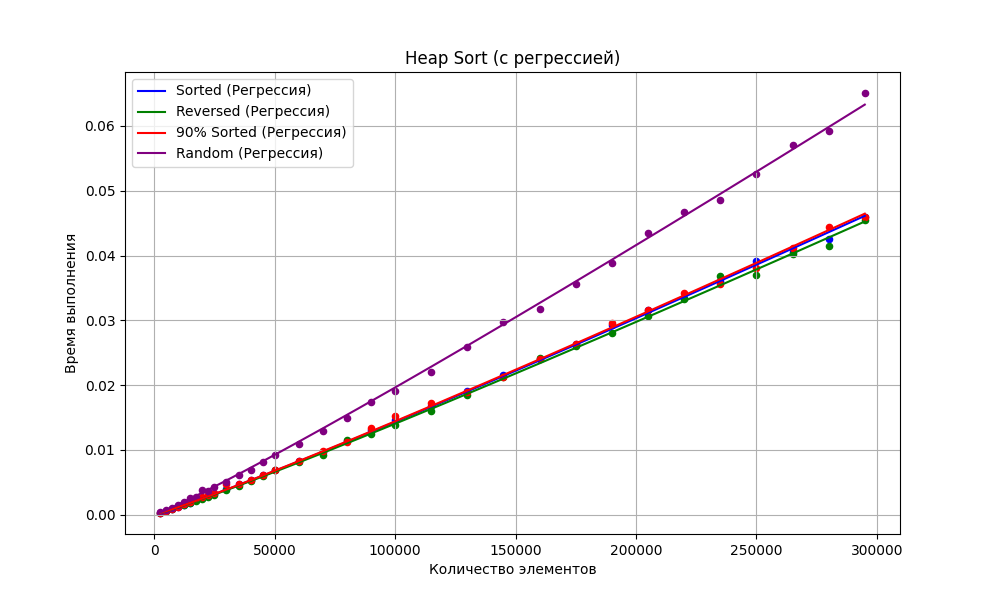 Heap Sort (с регрессией)
Sorted (Регрессия)
Reversed (Регрессия)
90% Sorted (Регрессия)
Random (Регрессия)
Время выполнения
0.06
0.05
0.04
0.03
0.02
0.01
0.00
0 50000 100000 150000 200000 250000 300000
Количество элементов